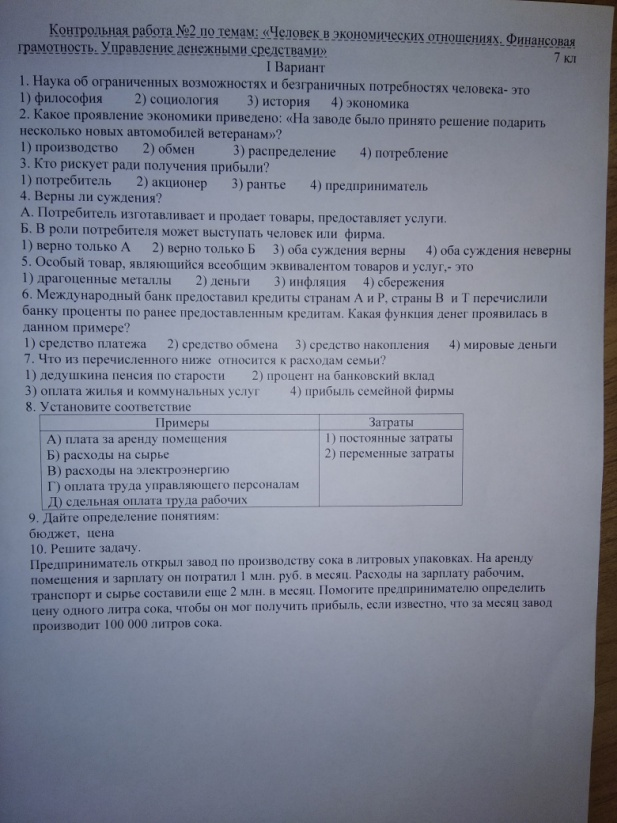 Контрольная работа №2 по темам: «Человек в экономических отношениях. Финансовая
грамотность. Управление денежными средствами»
7 кл
I Вариант
1. Наука об ограниченных возможностях и безграничных потребностях человека- это
1) философия 2) социология 3) история 4) экономика
2. Какое проявление экономики приведено: «На заводе было принято решение подарить
несколько новых автомобилей ветеранам»?
1) производство 2) обмен 3) распределение 4) потребление
3. Кто рискует ради получения прибыли?
1) потребитель 2) акционер 3) рантье 4) предприниматель
4. Верны ли суждения?
А. Потребитель изготавливает и продает товары, предоставляет услуги.
Б. В роли потребителя может выступать человек или фирма.
1) верно только А 2) верно только Б 3) оба суждения верны 4) оба суждения неверны
5. Особый товар, являющийся всеобщим эквивалентом товаров и услуг,- это
1) драгоценные металлы 2) деньги 3) инфляция 4) сбережения
6. Международный банк предоставил кредиты странам А и Р, страны В и Т перечислили
банку проценты по ранее предоставленным кредитам. Какая функция денег проявилась в
данном примере?
1) средство платежа 2) средство обмена 3) средство накопления 4) мировые деньги
7. Что из перечисленного ниже относится к расходам семьи?
1) дедушкина пенсия по старости 2) процент на банковский вклад
3) оплата жилья и коммунальных услуг 4) прибыль семейной фирмы
8. Установите соответствие
Примеры Затраты
А) плата за аренду помещения 1) постоянные затраты
Б) расходы на сырье 2) переменные затраты
В) расходы на электроэнергию
Г) оплата труда управляющего персоналам
Д) сдельная оплата труда рабочих
9. Дайте определение понятиям:
бюджет, цена
10. Решите задачу.
Предприниматель открыл завод по производству сока в литровых упаковках. На аренду
помещения и зарплату он потратил 1 млн. руб. в месяц. Расходы на зарплату рабочим,
транспорт и сырье составили еще 2 млн. в месяц. Помогите предпринимателю определить
цену одного литра сока, чтобы он мог получить прибыль, если известно, что за месяц завод
производит 100 000 литров сока.